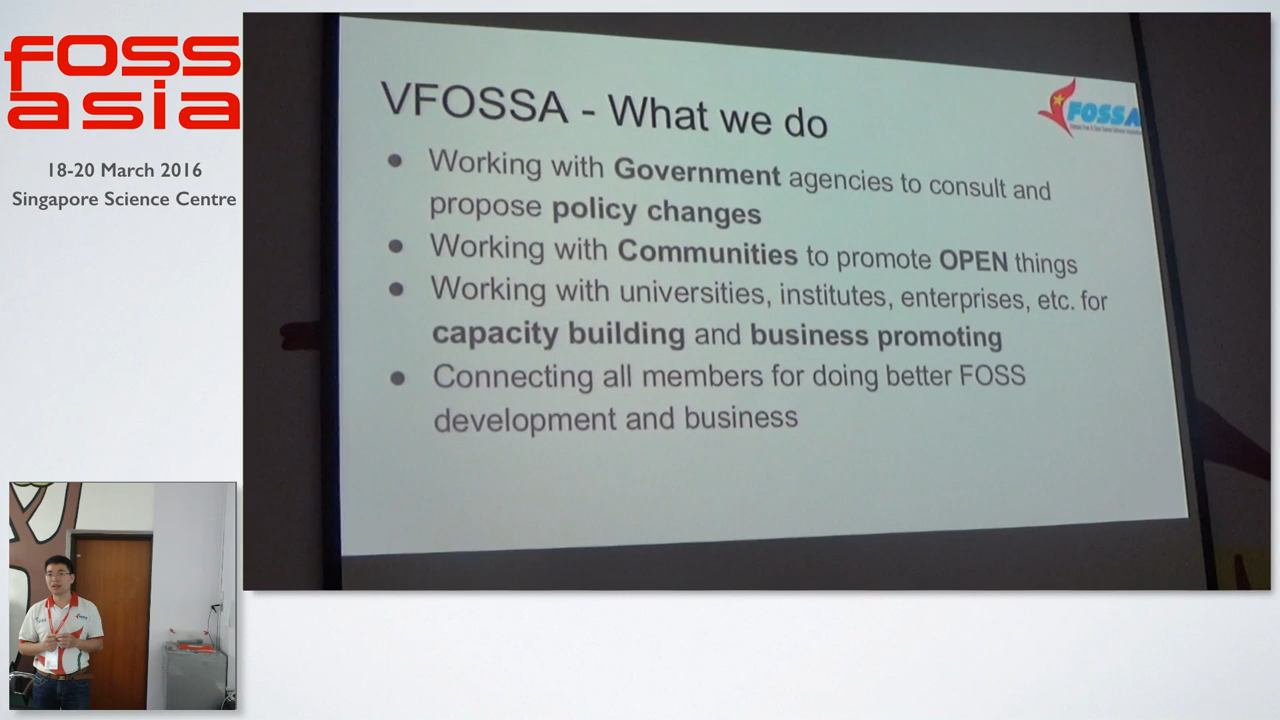 FOSS
asia
18-20 March 2016
Singapore Science Centre
VFOSSA - What we do
FOSSA
● Working with Government agencies to consult and
propose policy changes
● Working with Communities to promote OPEN things
● Working with universities, institutes, enterprises, etc. for
capacity building and business promoting
● Connecting all members for doing better FOSS
development and business